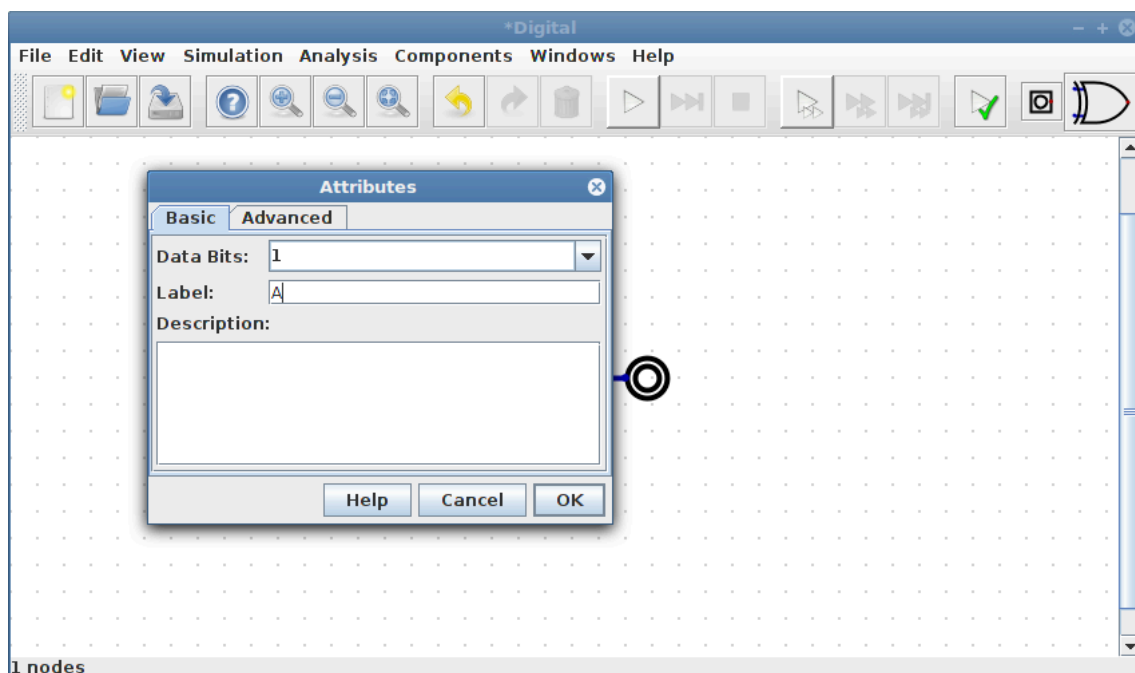 *Digital
File Edit View Simulation Analysis Components Windows Help
Attributes
Basic Advanced
Data Bits: 1
Label: A
Description:
Help Cancel OK
1 nodes